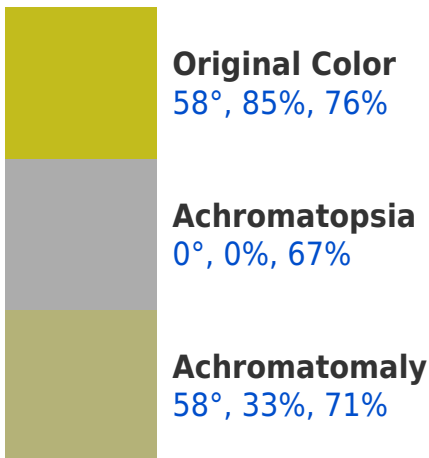 Original Color
58°, 85%, 76%
Achromatopsia
0°, 0%, 67%
Achromatomaly
58°, 33%, 71%